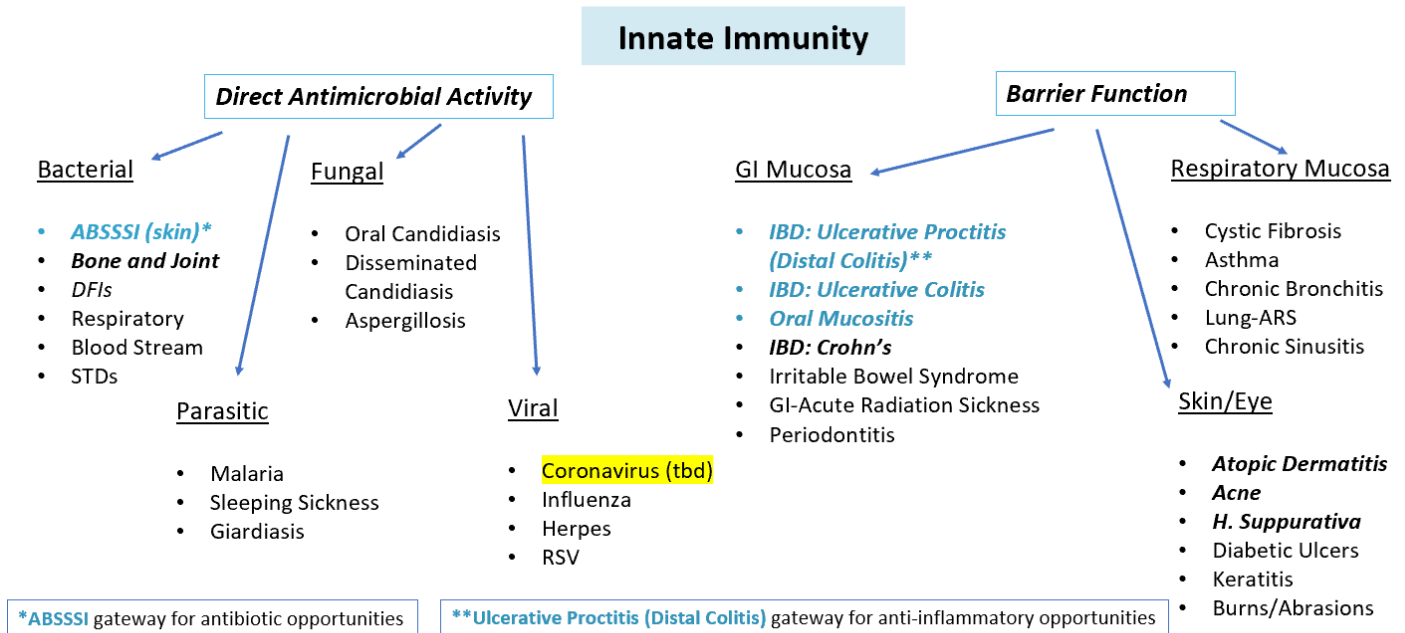 Innate Immunity
Direct Antimicrobial Activity
Bacterial
• ABSSSI (skin)*
• Bone and Joint
• DFIs
• Respiratory
• Blood Stream
• STDs
Fungal
• Oral Candidiasis
• Disseminated
Candidiasis
• Aspergillosis
Parasitic
• Malaria
• Sleeping Sickness
• Giardiasis
Viral
• Coronavirus (tbd)
• Influenza
• Herpes
• RSV
Barrier Function
GI Mucosa
• IBD: Ulcerative Proctitis
(Distal Colitis)**
• IBD: Ulcerative Colitis
• Oral Mucositis
• IBD: Crohn’s
• Irritable Bowel Syndrome
• GI-Acute Radiation Sickness
• Periodontitis
Respiratory Mucosa
• Cystic Fibrosis
• Asthma
• Chronic Bronchitis
• Lung-ARS
• Chronic Sinusitis
Skin/Eye
• Atopic Dermatitis
• Acne
• H. Suppurativa
• Diabetic Ulcers
• Keratitis
• Burns/Abrasions
*ABSSSI gateway for antibiotic opportunities
**Ulcerative Proctitis (Distal Colitis) gateway for anti-inflammatory opportunities